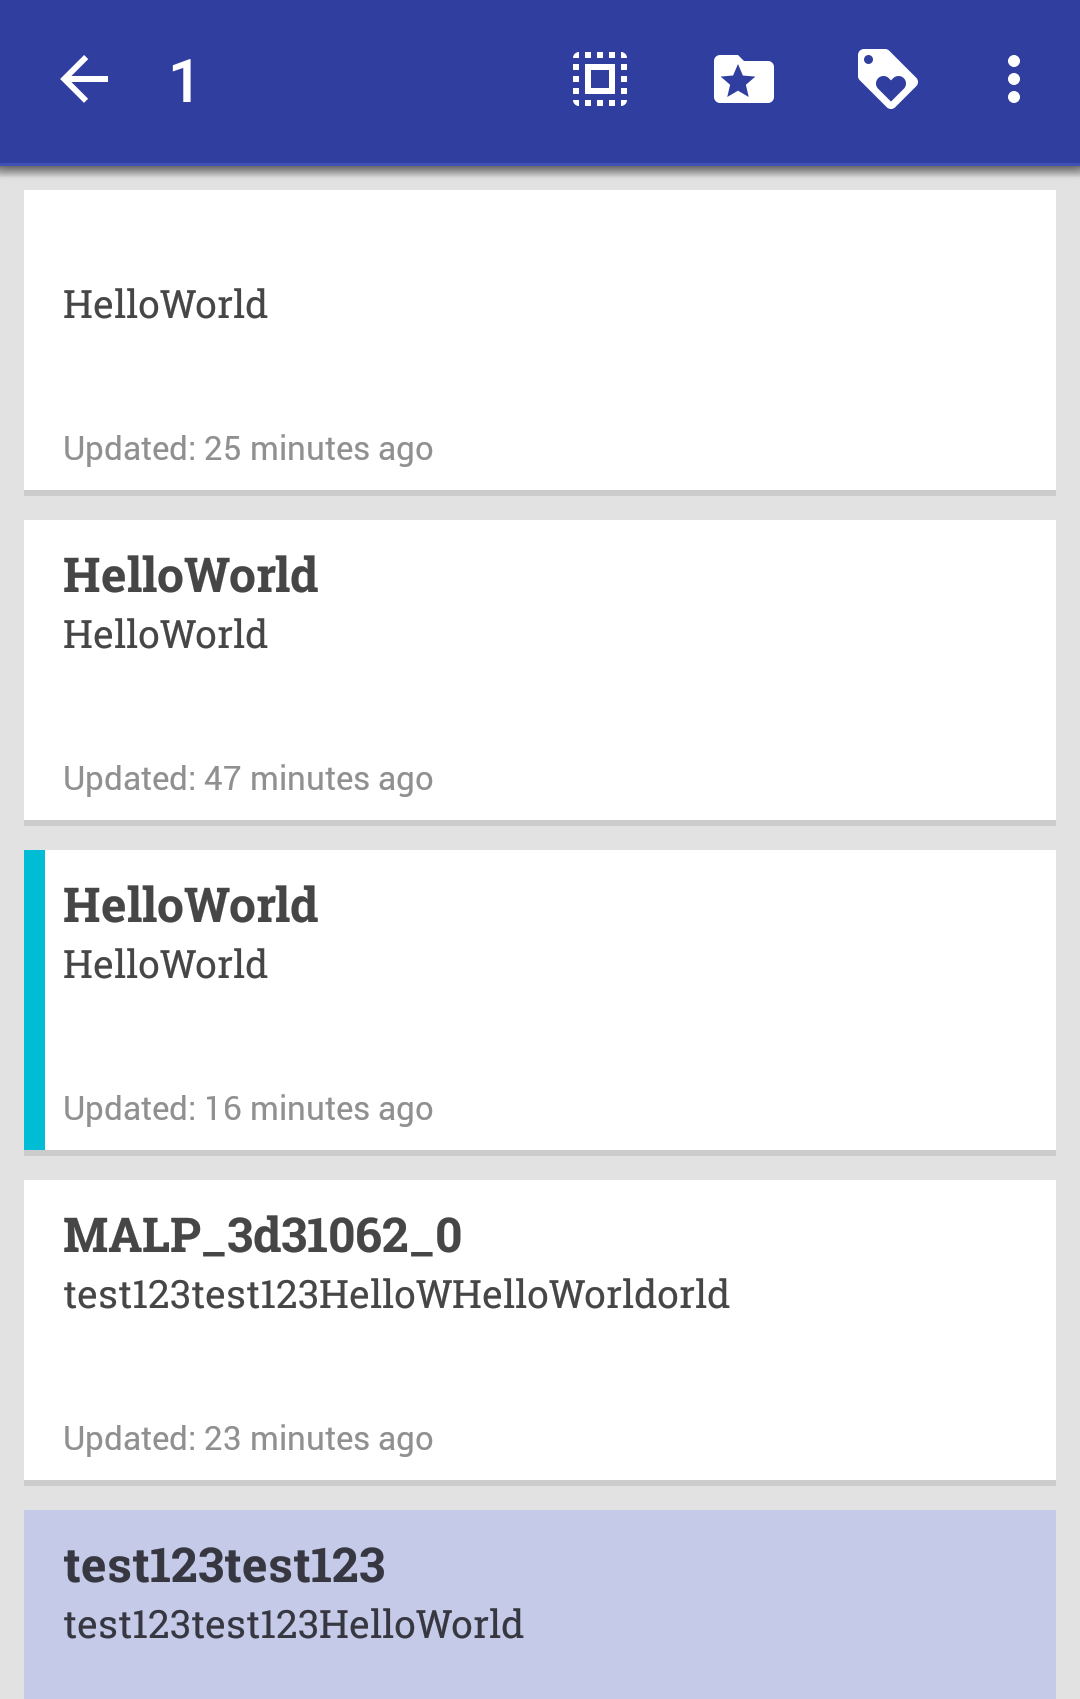 1
HelloWorld
Updated: 25 minutes ago
HelloWorld
HelloWorld
Updated: 47 minutes ago
HelloWorld
HelloWorld
Updated: 16 minutes ago
MALP_3d31062_0
test123test123HelloWHelloWorldorld
Updated: 23 minutes ago
test123test123
test123test123HelloWorld